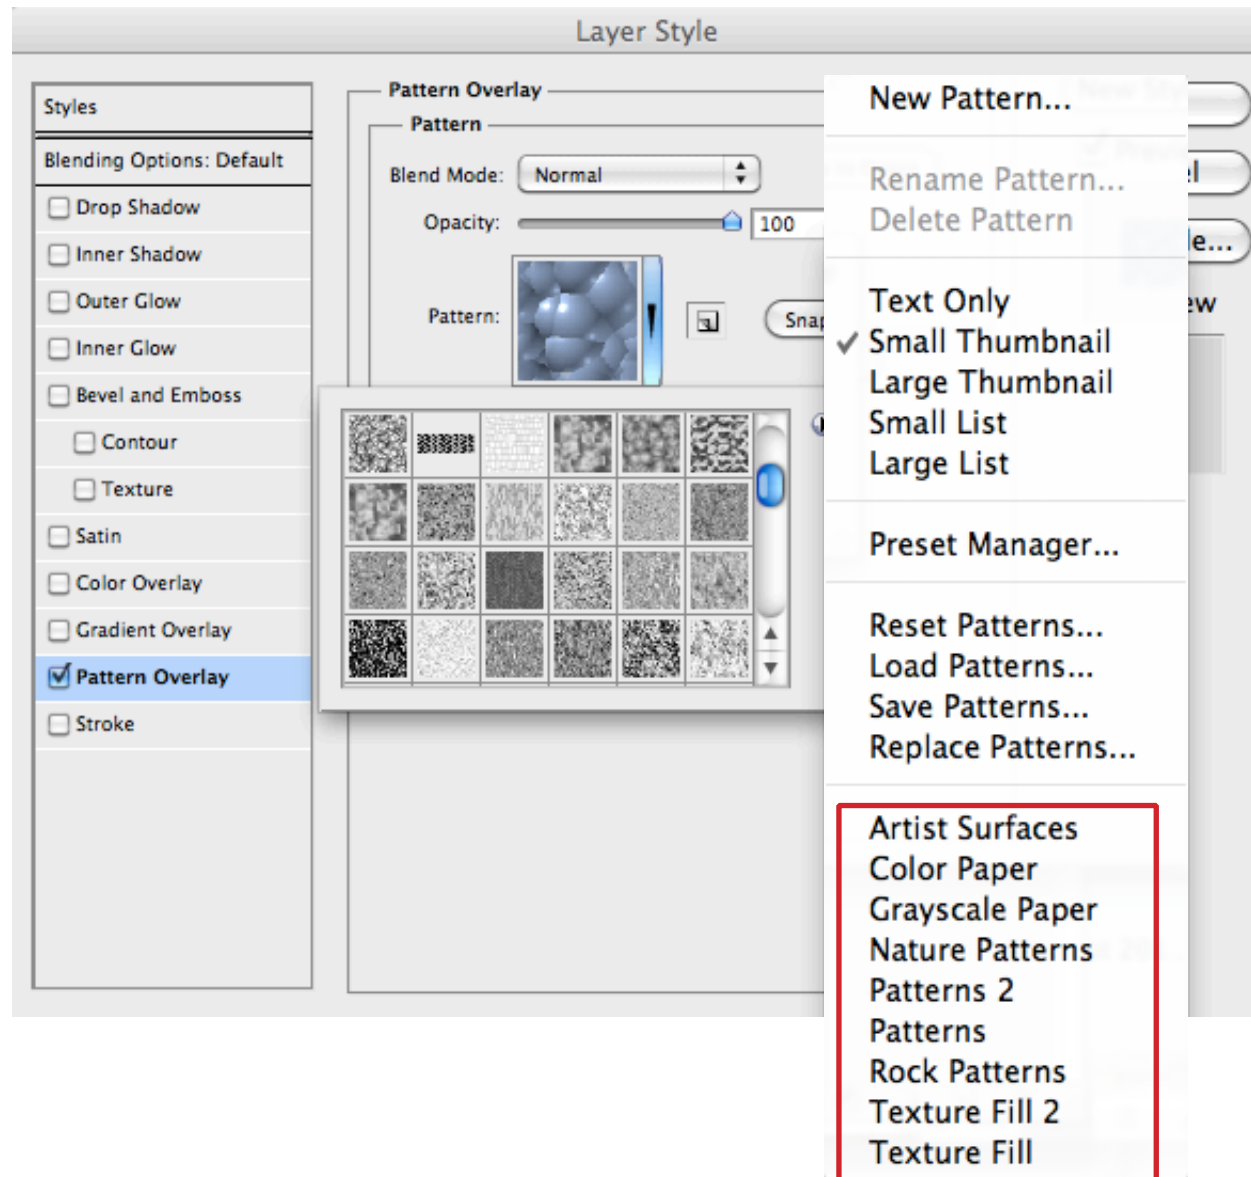 Layer Style
Styles
Blending Options: Default
Drop Shadow
Inner Shadow
Outer Glow
Inner Glow
Bevel and Emboss
Contour
Texture
Satin
Color Overlay
Gradient Overlay
Pattern Overlay
Stroke
Pattern Overlay
Pattern
Blend Mode: Normal
Opacity: 100
Pattern:
Snap
New Pattern...
Rename Pattern...
Delete Pattern
Text Only
✓ Small Thumbnail
Large Thumbnail
Small List
Large List
Preset Manager...
Reset Patterns...
Load Patterns...
Save Patterns...
Replace Patterns...
Artist Surfaces
Color Paper
Grayscale Paper
Nature Patterns
Patterns 2
Patterns
Rock Patterns
Texture Fill 2
Texture Fill